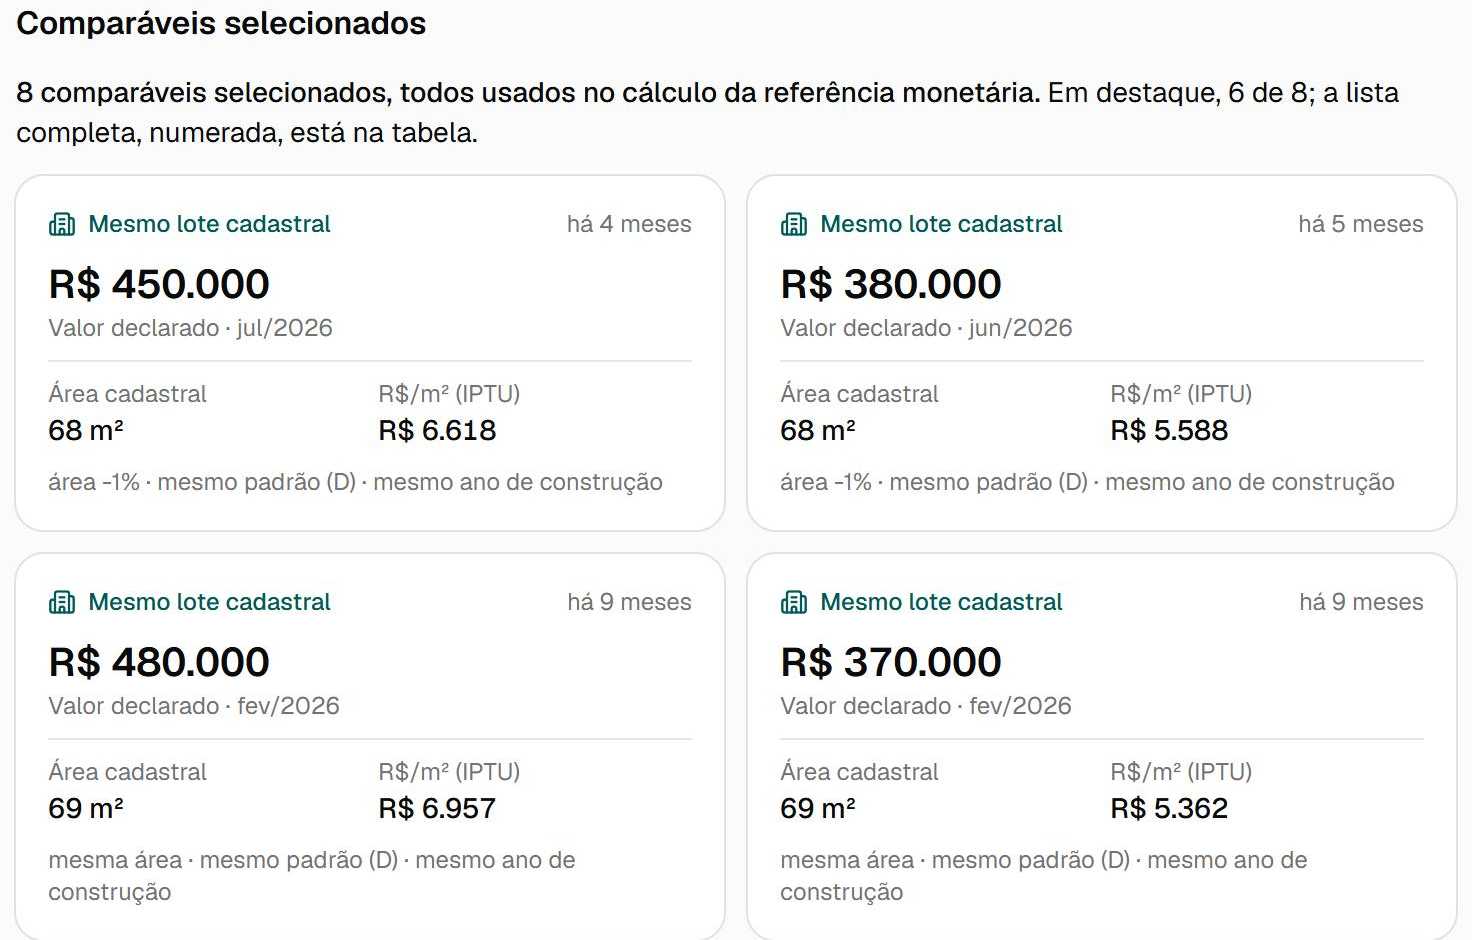 Comparáveis selecionados
8 comparáveis selecionados, todos usados no cálculo da referência monetária. Em destaque, 6 de 8; a lista
completa, numerada, está na tabela.
Mesmo lote cadastral
há 4 meses
R$ 450.000
Valor declarado · jul/2026
Área cadastral
R$/m² (IPTU)
68 m²
R$ 6.618
área -1% · mesmo padrão (D) · mesmo ano de construção
Mesmo lote cadastral
há 5 meses
R$ 380.000
Valor declarado · jun/2026
Área cadastral
R$/m² (IPTU)
68 m²
R$ 5.588
área -1% · mesmo padrão (D) · mesmo ano de construção
Mesmo lote cadastral
há 9 meses
R$ 480.000
Valor declarado · fev/2026
Área cadastral
R$/m² (IPTU)
69 m²
R$ 6.957
mesma área · mesmo padrão (D) · mesmo ano de
construção
Mesmo lote cadastral
há 9 meses
R$ 370.000
Valor declarado · fev/2026
Área cadastral
R$/m² (IPTU)
69 m²
R$ 5.362
mesma área · mesmo padrão (D) · mesmo ano de
construção